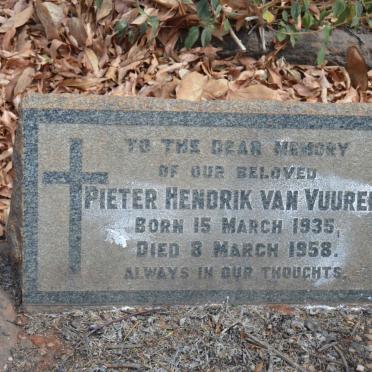 TO THE DEAR MEMORY
OF OUR BELOVED
PIETER HENDRIK VAN VUUREN
BORN 15 MARCH 1935,
DIED 8 MARCH 1958.
ALWAYS IN OUR THOUGHTS.